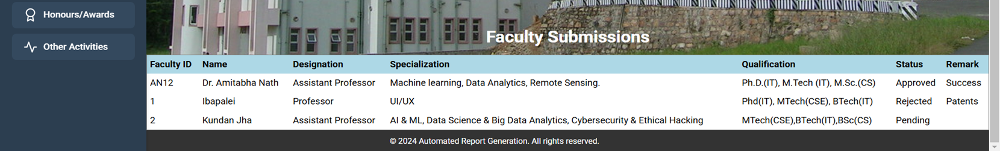 Honours/Awards
Other Activities
Faculty Submissions
Faculty ID Name Designation Specialization Qualification Status Remark
AN12 Dr. Amitabha Nath Assistant Professor Machine learning, Data Analytics, Remote Sensing. Ph.D.(IT), M.Tech (IT), M.Sc.(CS) Approved Success
1 Ibapalei Professor UI/UX Phd(IT), MTech(CSE), BTech(IT) Rejected Patents
2 Kundan Jha Assistant Professor AI & ML, Data Science & Big Data Analytics, Cybersecurity & Ethical Hacking MTech(CSE),BTech(IT),BSc(CS) Pending
© 2024 Automated Report Generation. All rights reserved.